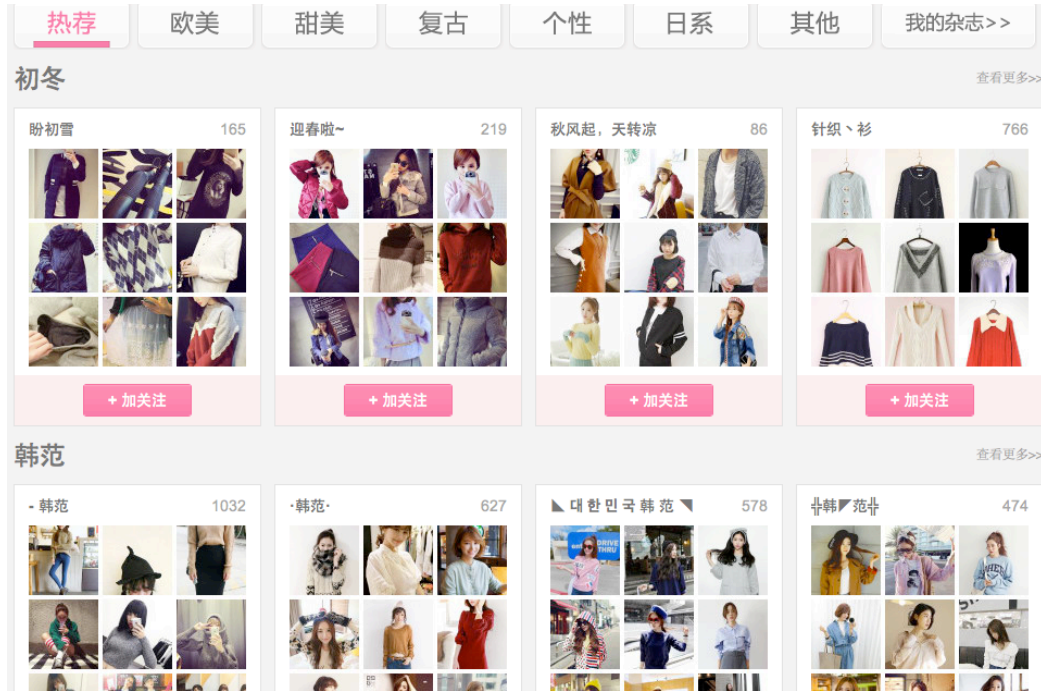 热荐 欧美 甜美 复古 个性 日系 其他 我的杂志>>
初冬 查看更多>>
盼初雪 165 迎春啦~ 219 秋风起，天转凉 86 针织丶衫 766
+ 加关注 + 加关注 + 加关注 + 加关注
韩范 查看更多>>
- 韩范 1032 ·韩范· 627 ◣ 大 한 민 국 韩 范 ◥ 578 ╬韩◤范╬ 474
DRIVE
THRU